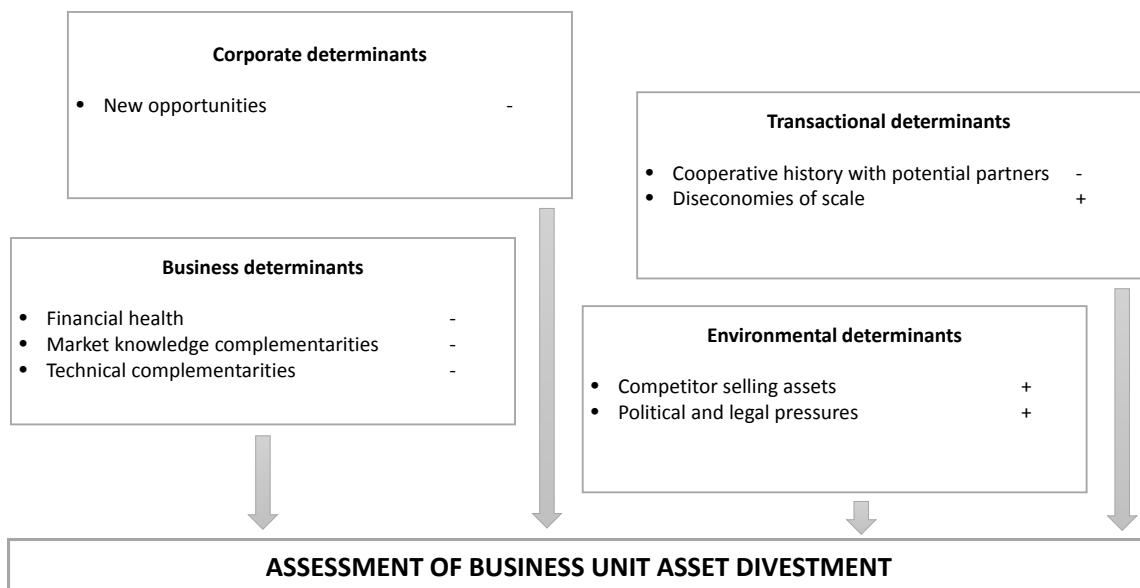 Corporate determinants
• New opportunities -
Transactional determinants
• Cooperative history with potential partners -
• Diseconomies of scale +
Business determinants
• Financial health -
• Market knowledge complementarities -
• Technical complementarities -
Environmental determinants
• Competitor selling assets +
• Political and legal pressures +
ASSESSMENT OF BUSINESS UNIT ASSET DIVESTMENT